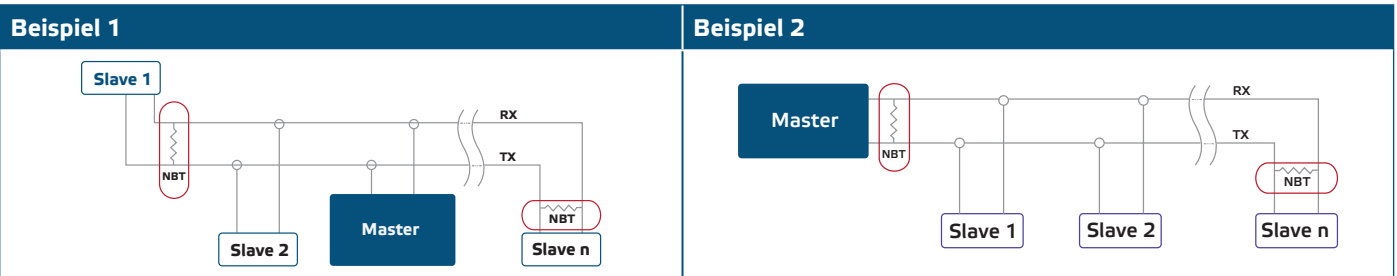 Beispiel 1
Slave 1
RX
TX
NBT
NBT
Slave 2
Master
Slave n
Beispiel 2
Master
RX
TX
NBT
NBT
Slave 1
Slave 2
Slave n